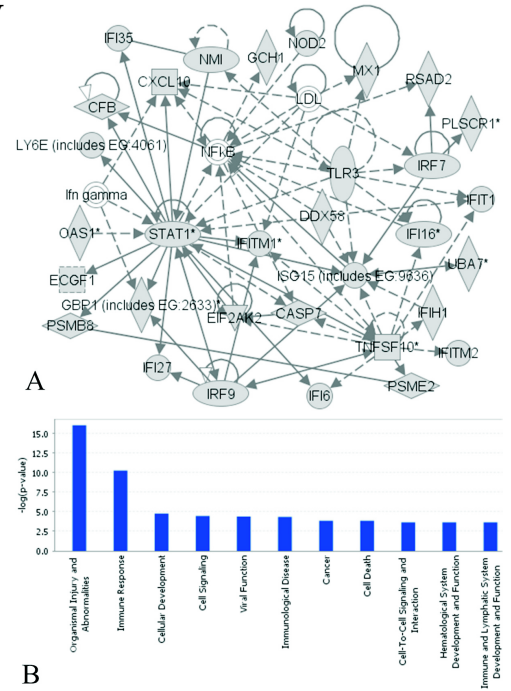 IFI35
NMI
GCH1
NOD2
MX1
RSAD2
CXCL10
CFB
LDL
PLSCR1*
LY6E (includes EG:4061)
NFkB
TLR3
IRF7
Ifn gamma
IFIT1
DDX58
OAS1*
STAT1*
IFITM1*
IFI16*
ECGF1
ISG15 (includes EG:9636)
UBA7*
GBP1 (includes EG:2633)*
EIF2AK2
CASP7
IFIH1
PSMB8
TNFSF10*
IFITM2
IFI27
IRF9
IFI6
PSME2
A
-log(p-value)
15.0
12.5
10.0
7.5
5.0
2.5
0.0
Organismal Injury and
Abnormalities
Immune Response
Cellular Development
Cell Signaling
Viral Function
Immunological Disease
Cancer
Cell Death
Cell-To-Cell Signaling and
Interaction
Hematological System
Development and Function
Immune and Lymphatic System
Development and Function
B